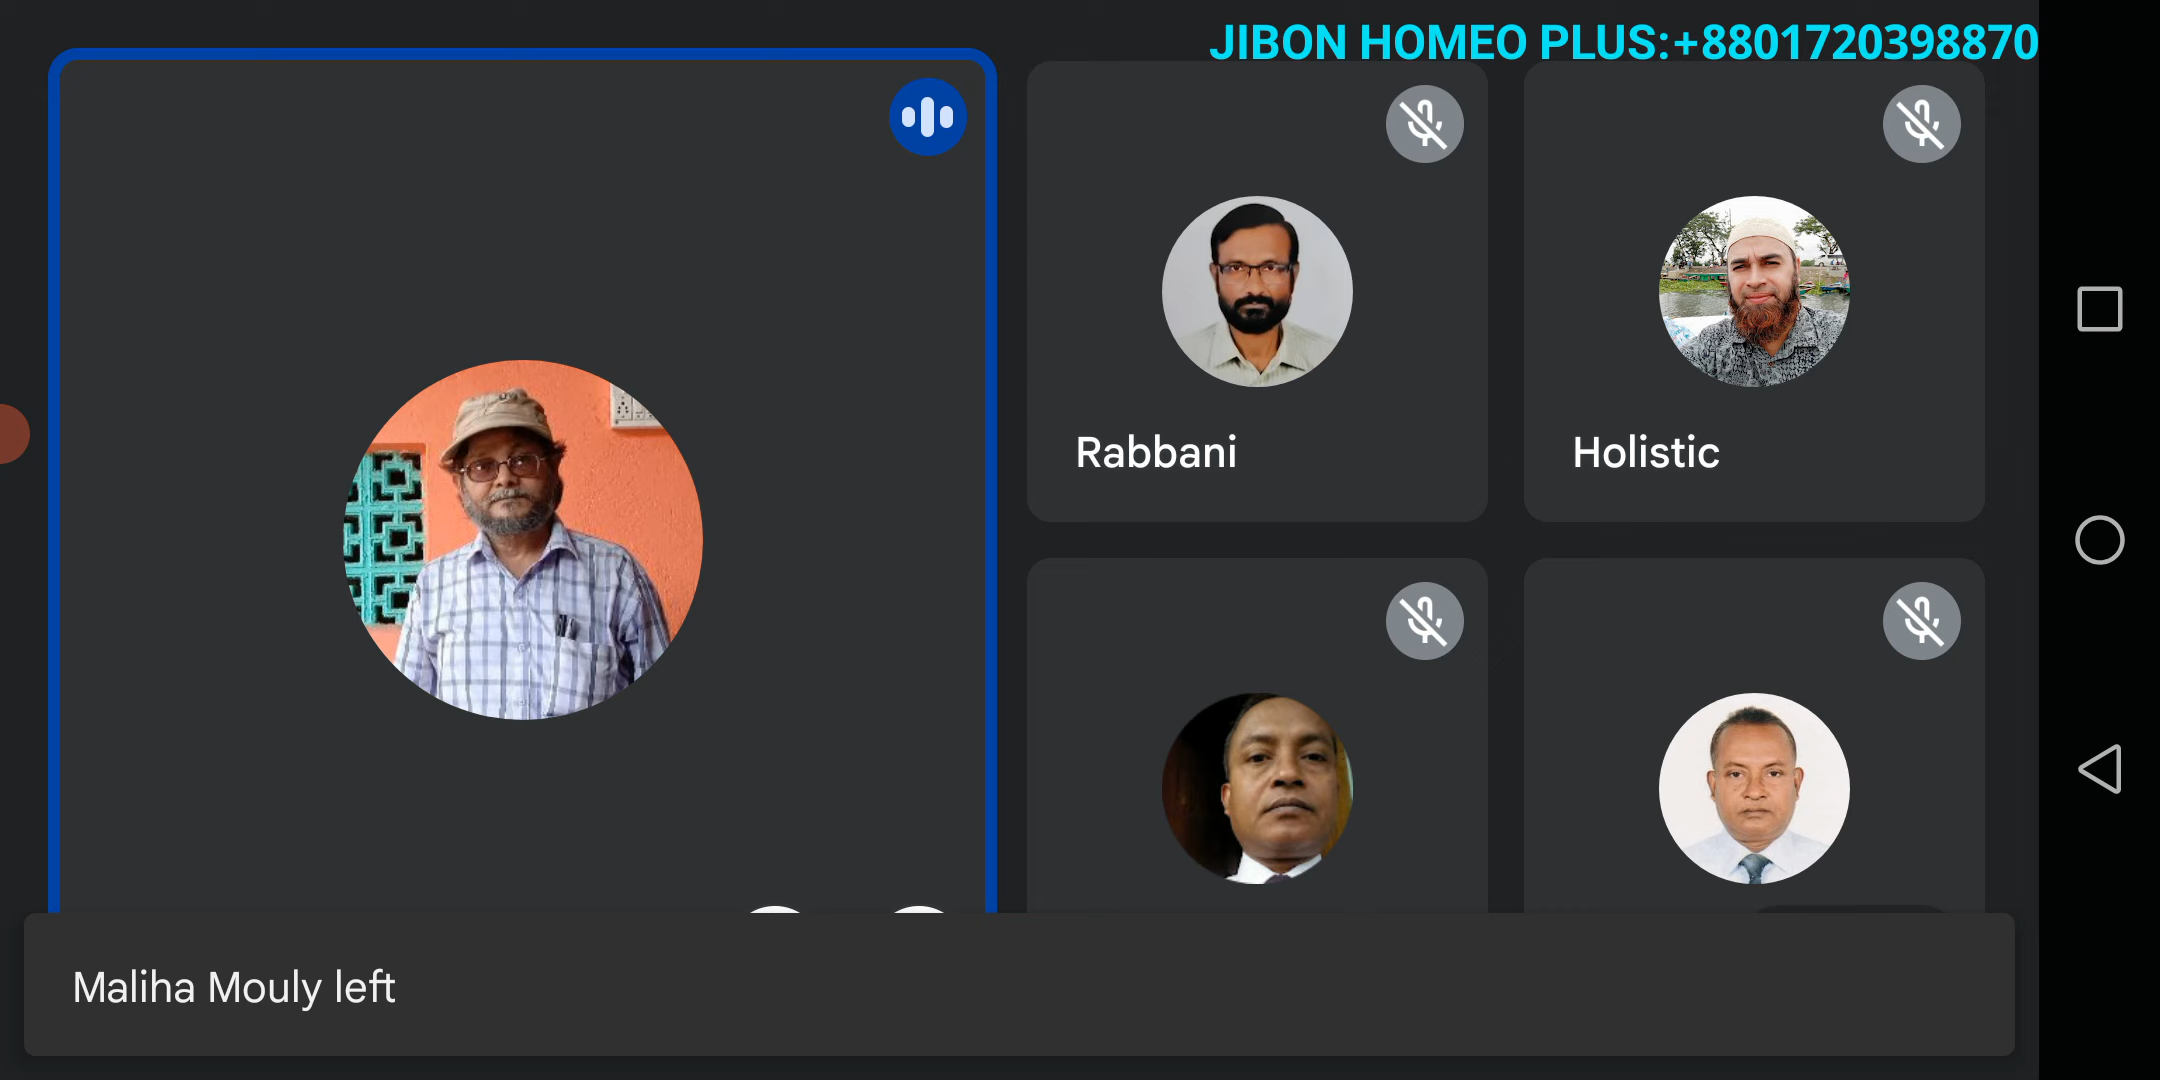 JIBON HOMEO PLUS:+8801720398870
Rabbani
Holistic
Maliha Mouly left